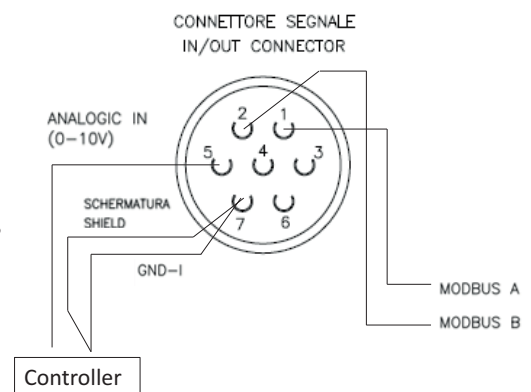 CONNETTORE SEGNALE
IN/OUT CONNECTOR
ANALOGIC IN
(0-10V)
2
1
5
4
3
SCHERMATURA
SHIELD
7
6
GND-I
MODBUS A
MODBUS B
Controller